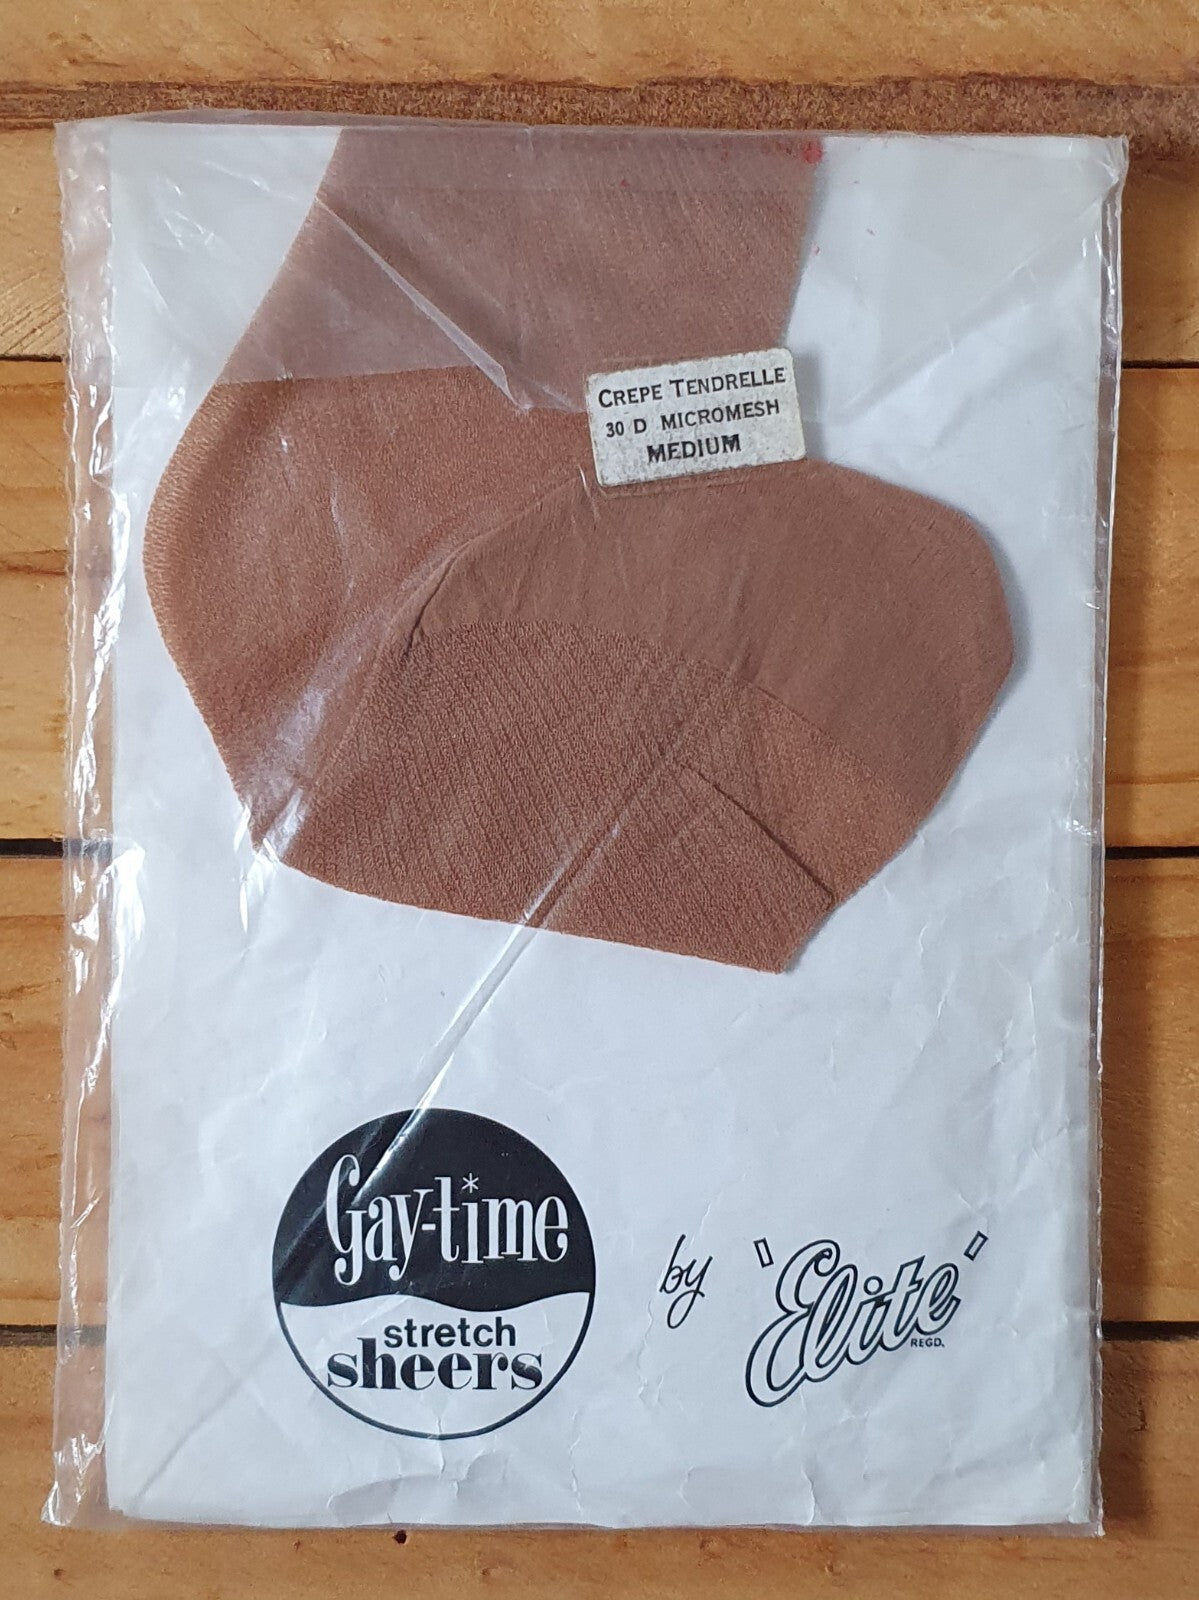 CREPE TENDRELLE
30 D MICROMESH
MEDIUM
Gay-time
stretch
sheers
by 'Elite'
REGD.